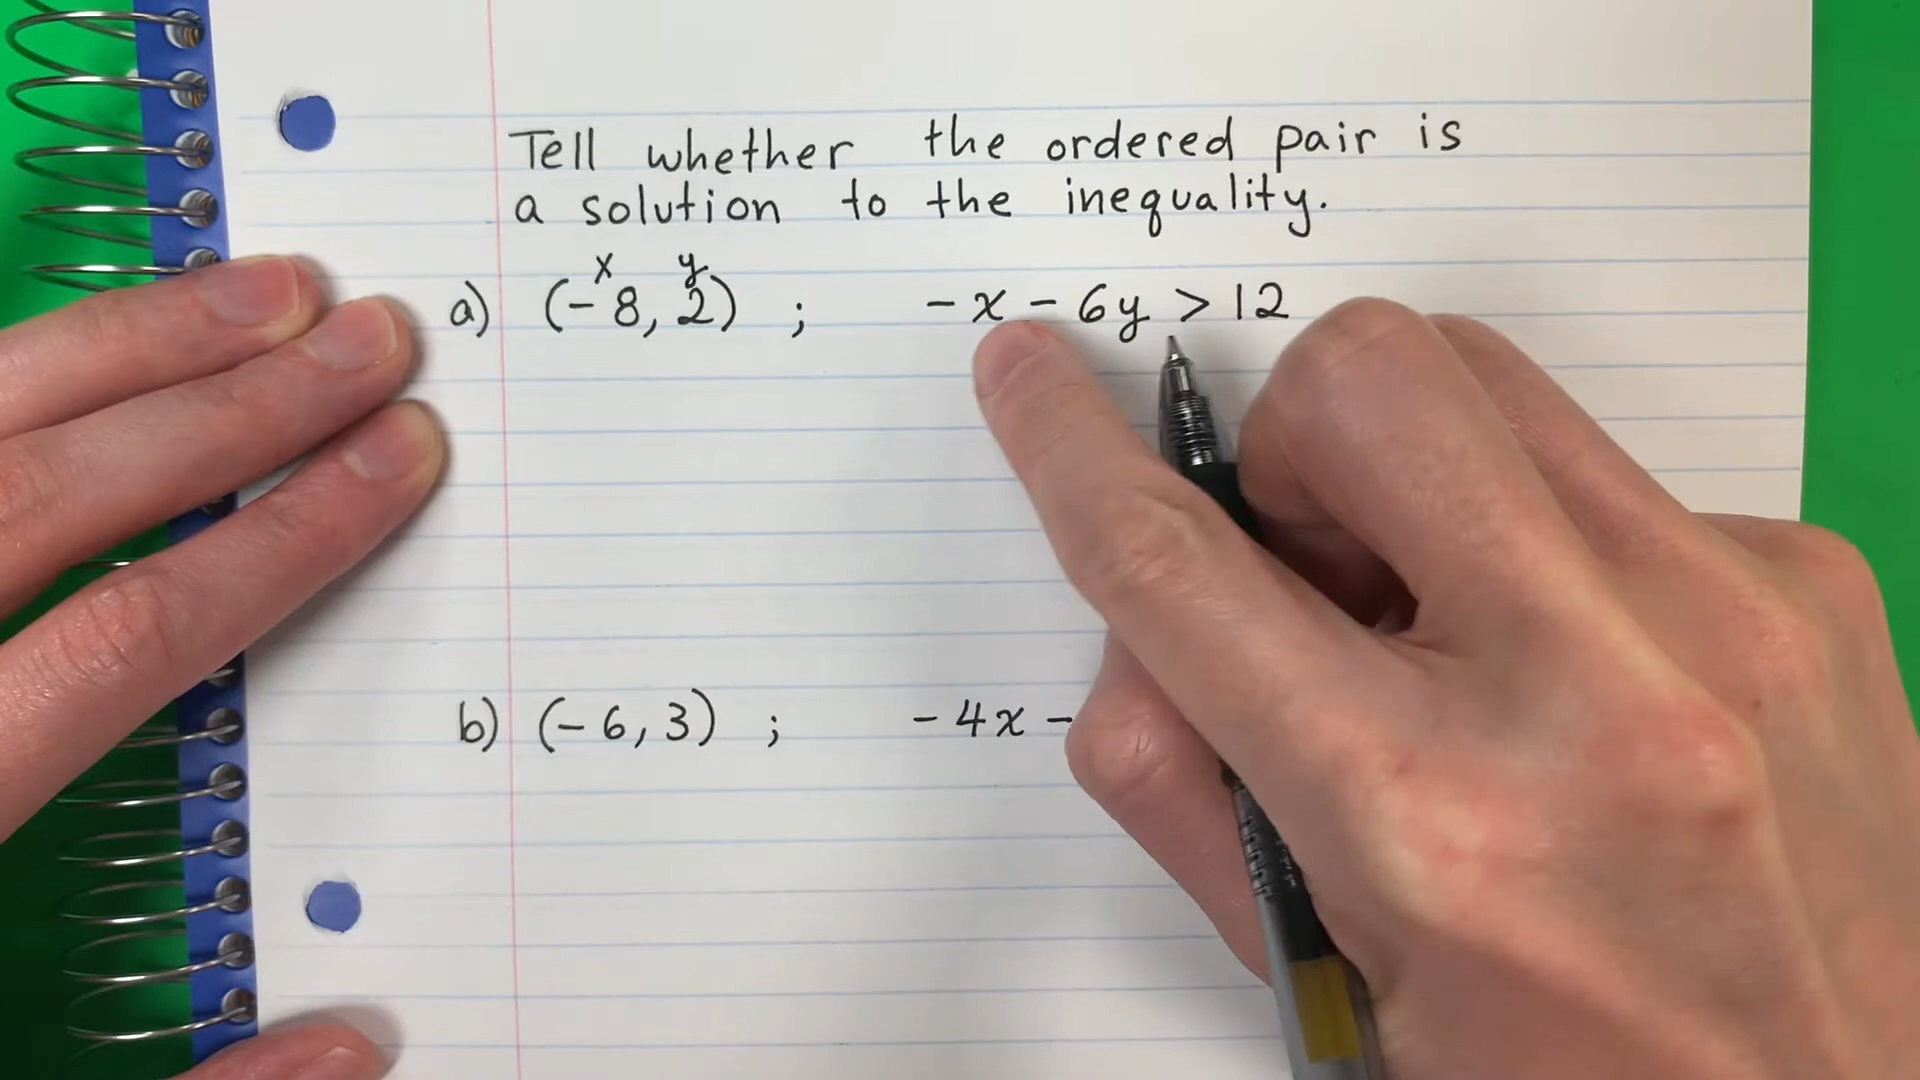 Tell whether the ordered pair is
a solution to the inequality.
x y
a) (-8, 2) ; -x - 6y > 12
b) (-6, 3) ; -4x -